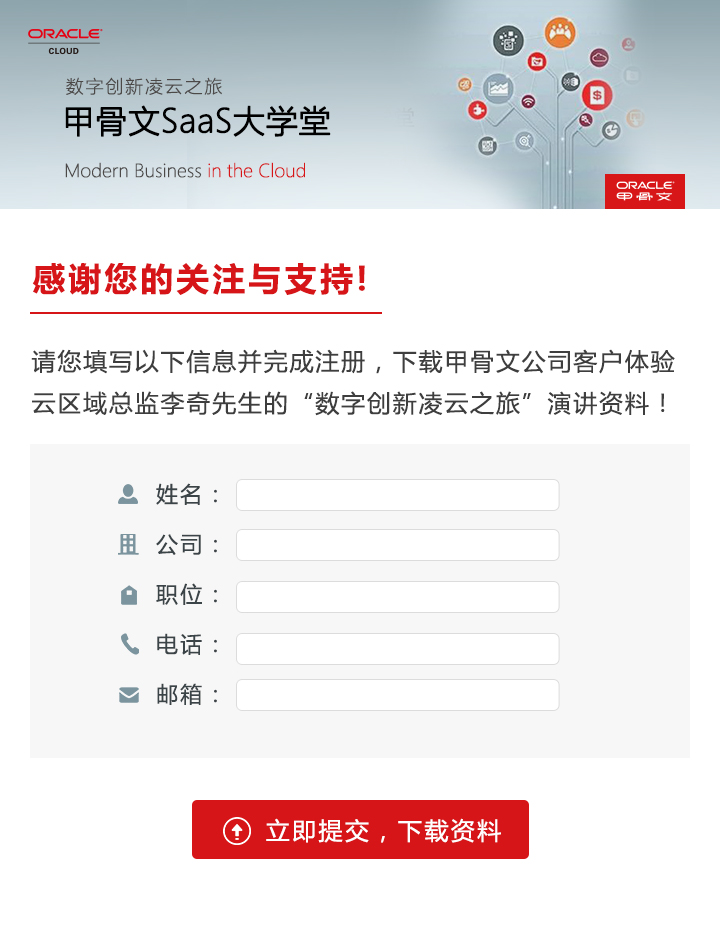 ORACLE
CLOUD
数字创新凌云之旅
甲骨文SaaS大学堂
Modern Business in the Cloud
ORACLE
甲骨文
感谢您的关注与支持!
请您填写以下信息并完成注册，下载甲骨文公司客户体验
云区域总监李奇先生的“数字创新凌云之旅”演讲资料！
姓名：
公司：
职位：
电话：
邮箱：
立即提交，下载资料